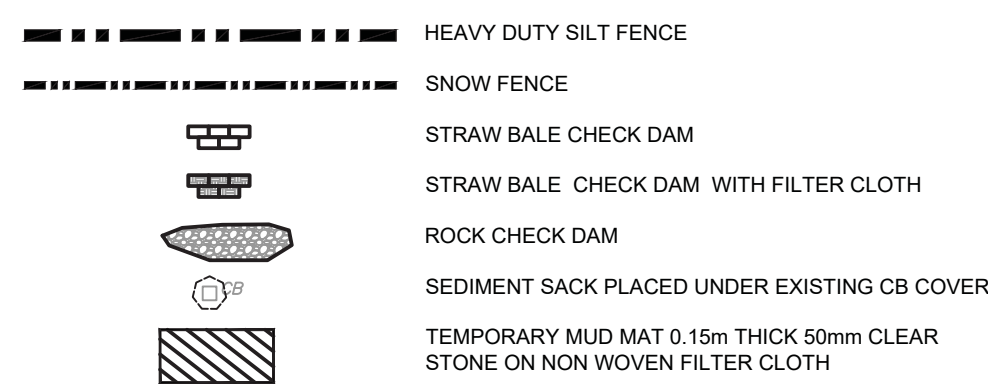 HEAVY DUTY SILT FENCE
SNOW FENCE
STRAW BALE CHECK DAM
STRAW BALE CHECK DAM WITH FILTER CLOTH
ROCK CHECK DAM
CB SEDIMENT SACK PLACED UNDER EXISTING CB COVER
TEMPORARY MUD MAT 0.15m THICK 50mm CLEAR
STONE ON NON WOVEN FILTER CLOTH